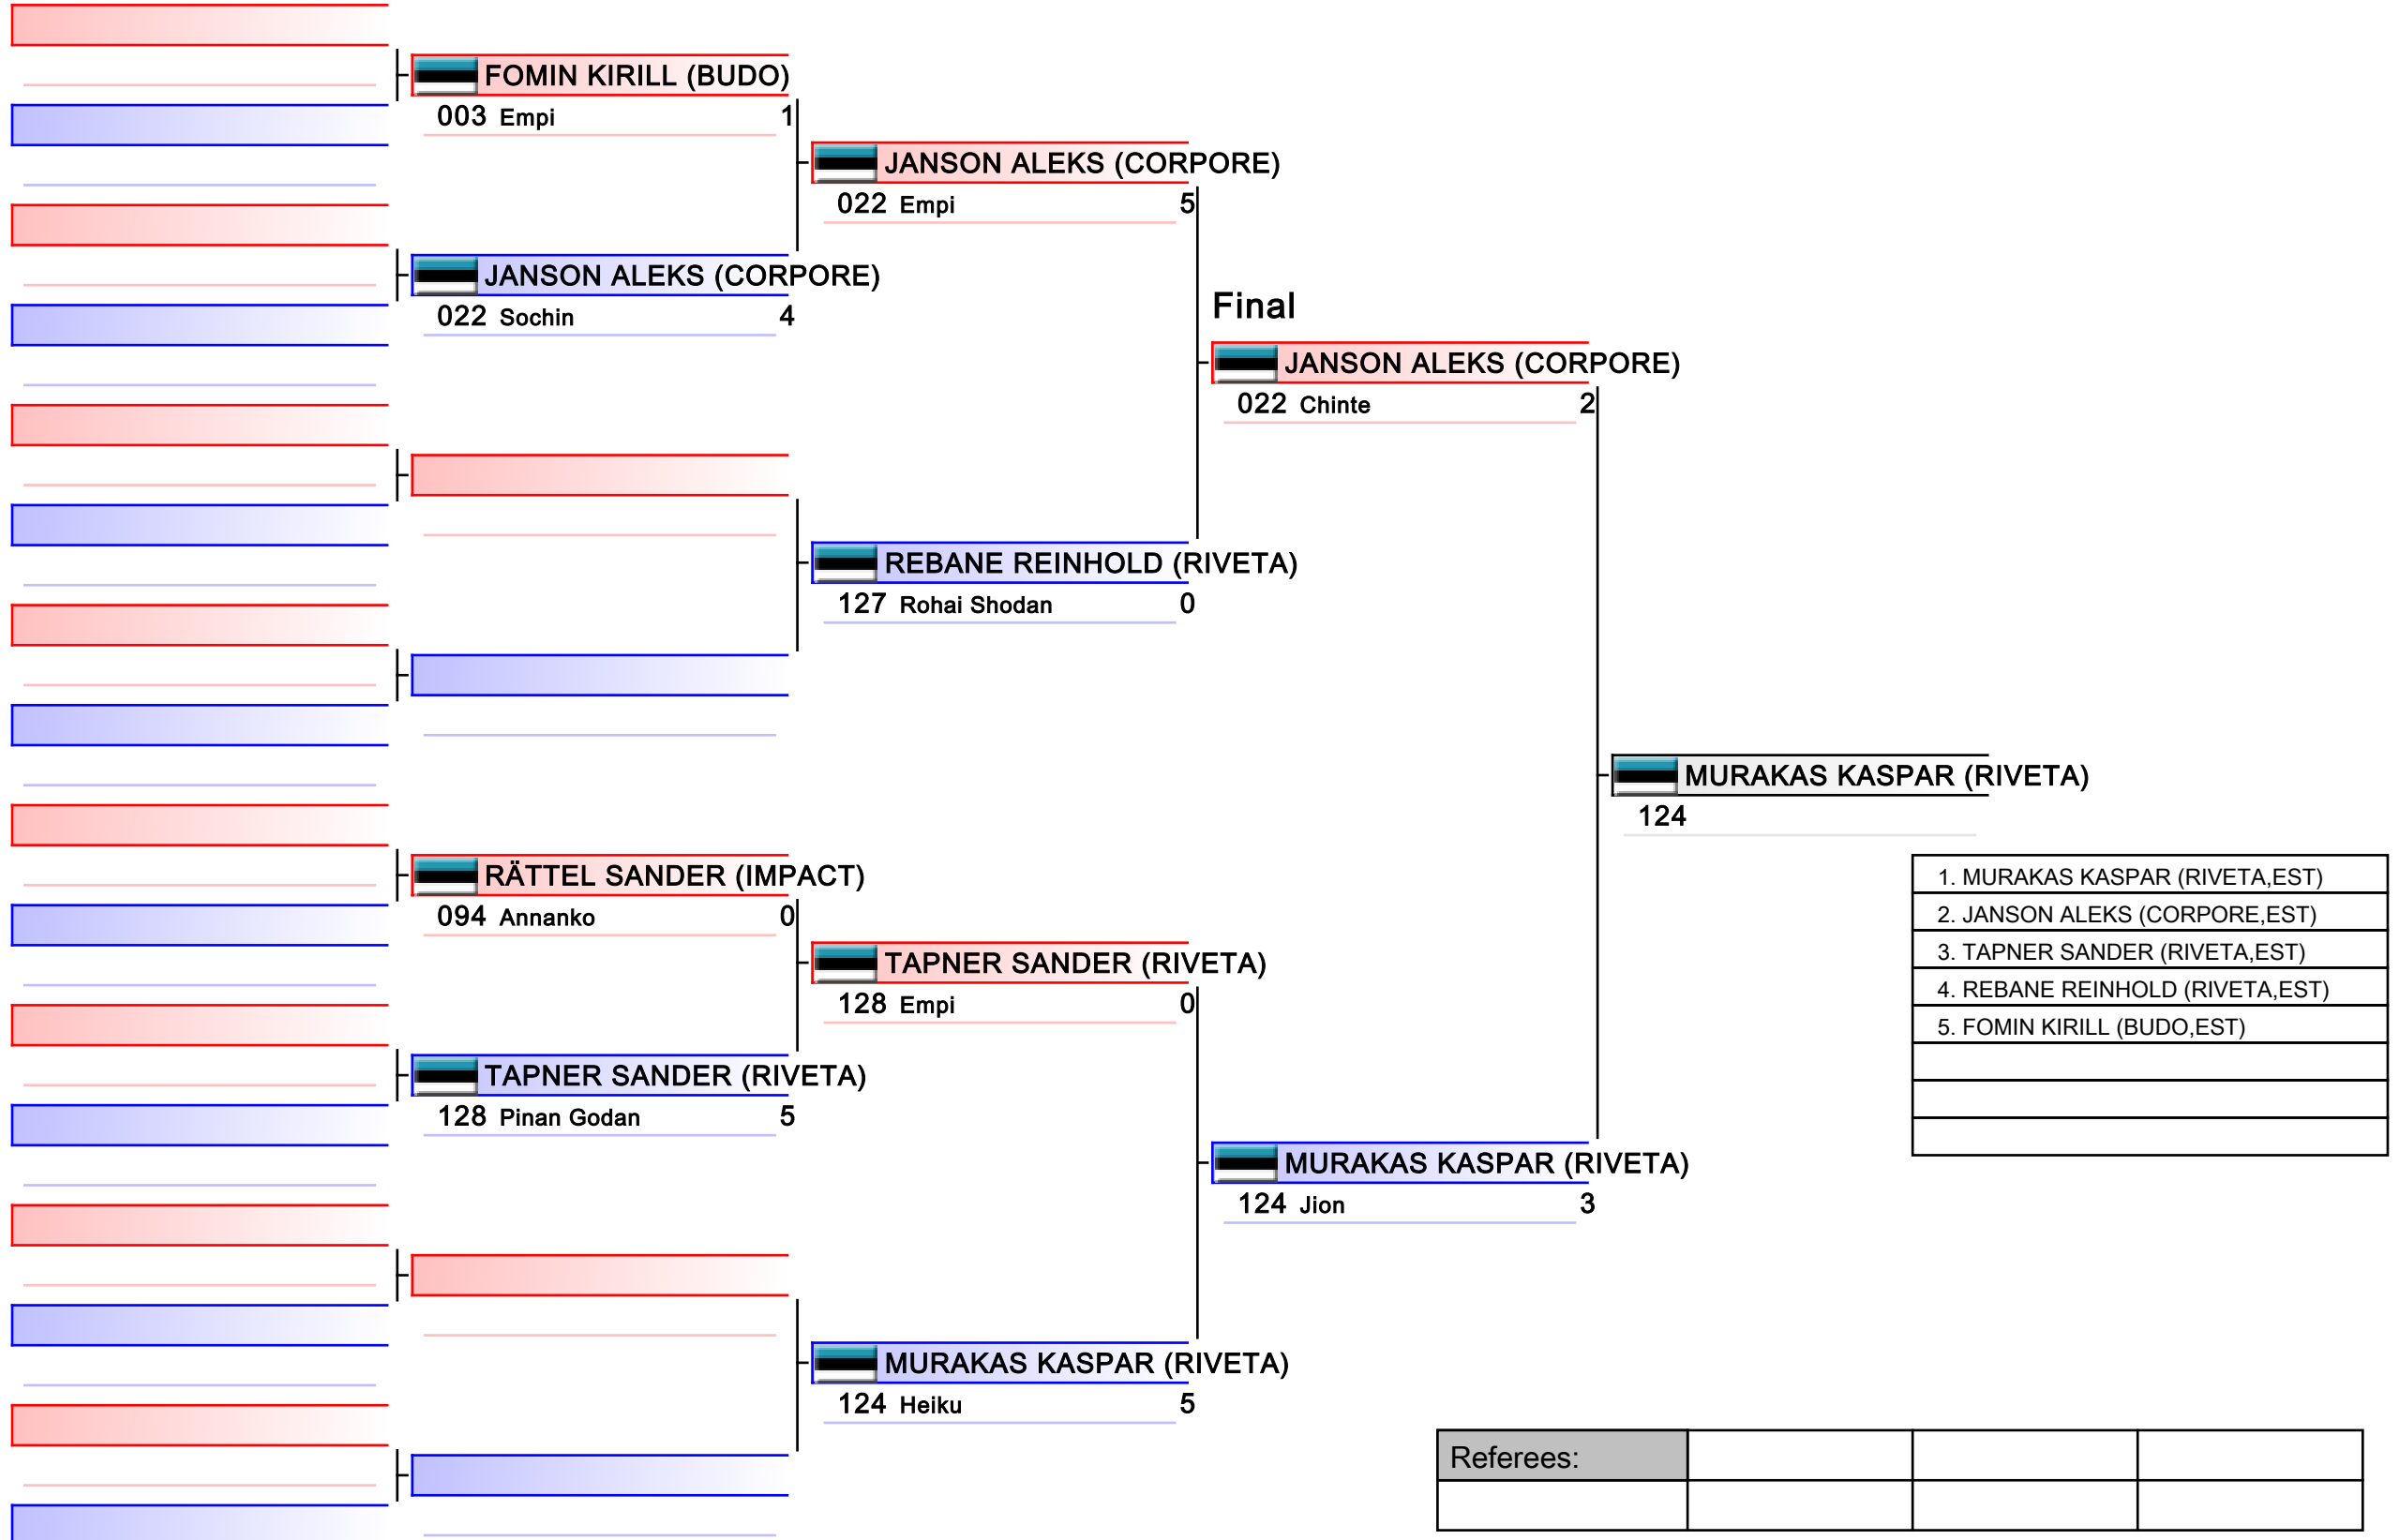 FOMIN KIRILL (BUDO)
003 Empi 1
JANSON ALEKS (CORPORE)
022 Empi 5
JANSON ALEKS (CORPORE)
022 Sochin 4
Final
JANSON ALEKS (CORPORE)
022 Chinte 2
REBANE REINHOLD (RIVETA)
127 Rohai Shodan 0
MURAKAS KASPAR (RIVETA)
124
RÄTTEL SANDER (IMPACT)
094 Annanko 0
TAPNER SANDER (RIVETA)
128 Empi 0
TAPNER SANDER (RIVETA)
128 Pinan Godan 5
MURAKAS KASPAR (RIVETA)
124 Jion 3
MURAKAS KASPAR (RIVETA)
124 Heiku 5
1. MURAKAS KASPAR (RIVETA,EST)
2. JANSON ALEKS (CORPORE,EST)
3. TAPNER SANDER (RIVETA,EST)
4. REBANE REINHOLD (RIVETA,EST)
5. FOMIN KIRILL (BUDO,EST)
Referees: